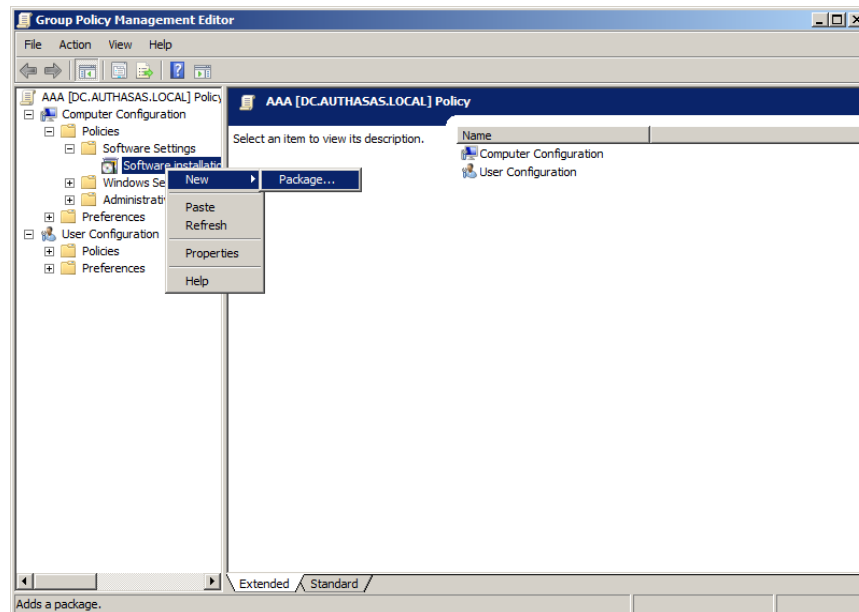 Group Policy Management Editor
File Action View Help
AAA [DC.AUTHASAS.LOCAL] Policy
Computer Configuration
Policies
Software Settings
Software installatio
Windows Se
Administrati
Preferences
User Configuration
Policies
Preferences
New
Package...
Paste
Refresh
Properties
Help
AAA [DC.AUTHASAS.LOCAL] Policy
Select an item to view its description.
Name
Computer Configuration
User Configuration
Extended Standard
Adds a package.